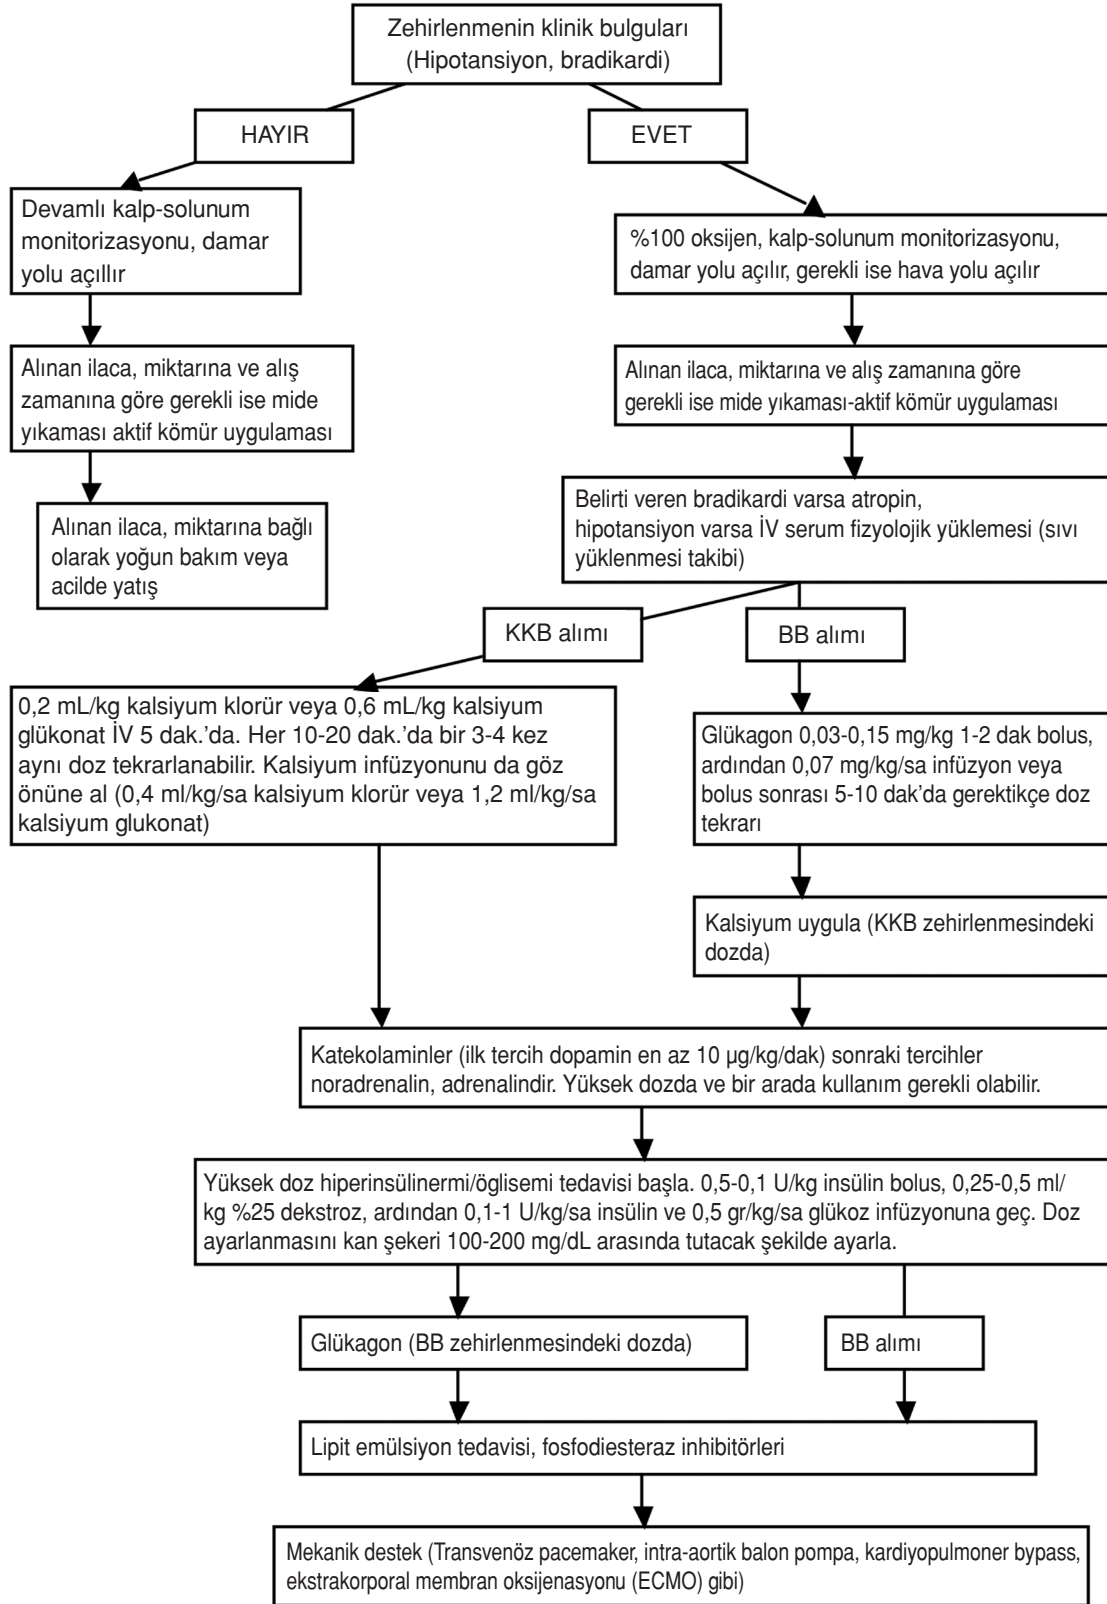 Zehirlenmenin klinik bulguları
(Hipotansiyon, bradikardi)
HAYIR
EVET
Devamlı kalp-solunum
monitorizasyonu, damar
yolu açıllır
%100 oksijen, kalp-solunum monitorizasyonu,
damar yolu açılır, gerekli ise hava yolu açılır
Alınan ilaca, miktarına ve alış
zamanına göre gerekli ise mide
yıkaması aktif kömür uygulaması
Alınan ilaca, miktarına ve alış zamanına göre
gerekli ise mide yıkaması-aktif kömür uygulaması
Alınan ilaca, miktarına bağlı
olarak yoğun bakım veya
acilde yatış
Belirti veren bradikardi varsa atropin,
hipotansiyon varsa İV serum fizyolojik yüklemesi (sıvı
yüklenmesi takibi)
KKB alımı
BB alımı
0,2 mL/kg kalsiyum klorür veya 0,6 mL/kg kalsiyum
glükonat İV 5 dak.'da. Her 10-20 dak.'da bir 3-4 kez
aynı doz tekrarlanabilir. Kalsiyum infüzyonunu da göz
önüne al (0,4 ml/kg/sa kalsiyum klorür veya 1,2 ml/kg/sa
kalsiyum glukonat)
Glükagon 0,03-0,15 mg/kg 1-2 dak bolus,
ardından 0,07 mg/kg/sa infüzyon veya
bolus sonrası 5-10 dak'da gerektikçe doz
tekrarı
Kalsiyum uygula (KKB zehirlenmesindeki
dozda)
Katekolaminler (ilk tercih dopamin en az 10 µg/kg/dak) sonraki tercihler
noradrenalin, adrenalindir. Yüksek dozda ve bir arada kullanım gerekli olabilir.
Yüksek doz hiperinsülinermi/öglisemi tedavisi başla. 0,5-0,1 U/kg insülin bolus, 0,25-0,5 ml/
kg %25 dekstroz, ardından 0,1-1 U/kg/sa insülin ve 0,5 gr/kg/sa glükoz infüzyonuna geç. Doz
ayarlanmasını kan şekeri 100-200 mg/dL arasında tutacak şekilde ayarla.
Glükagon (BB zehirlenmesindeki dozda)
BB alımı
Lipit emülsiyon tedavisi, fosfodiesteraz inhibitörleri
Mekanik destek (Transvenöz pacemaker, intra-aortik balon pompa, kardiyopulmoner bypass,
ekstrakorporal membran oksijenasyonu (ECMO) gibi)